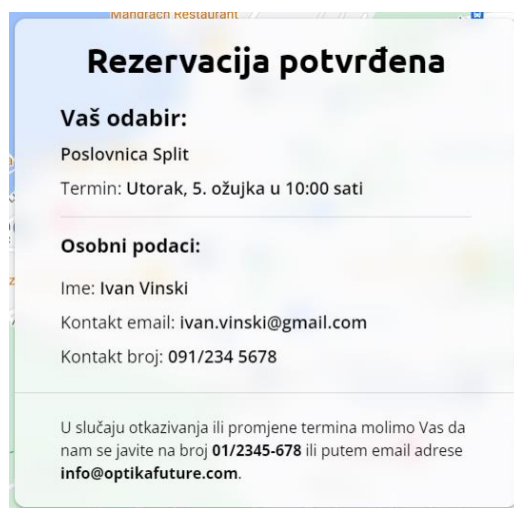 Mandrach Restaurant
Rezervacija potvrđena
Vaš odabir:
Poslovnica Split
Termin: Utorak, 5. ožujka u 10:00 sati
Osobni podaci:
Ime: Ivan Vinski
Kontakt email: ivan.vinski@gmail.com
Kontakt broj: 091/234 5678
U slučaju otkazivanja ili promjene termina molimo Vas da
nam se javite na broj 01/2345-678 ili putem email adrese
info@optikafuture.com.